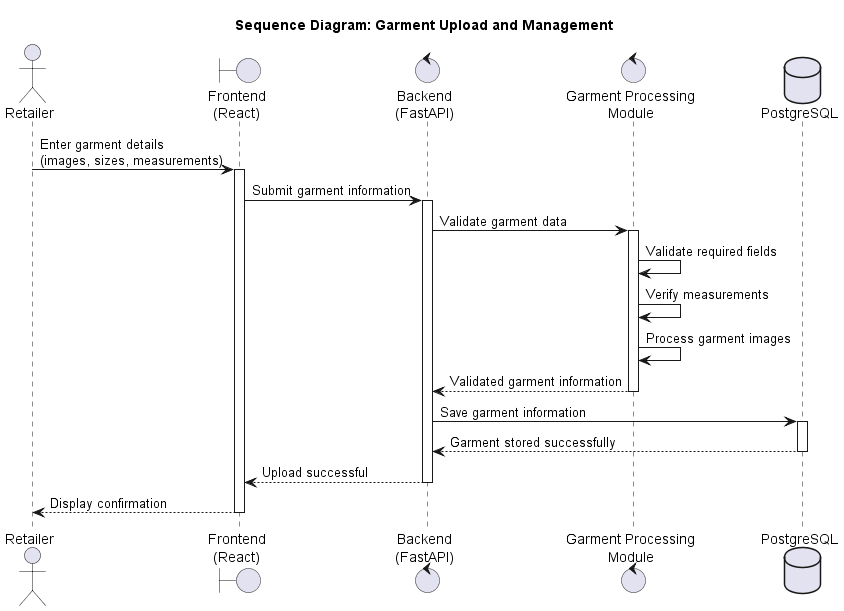 Sequence Diagram: Garment Upload and Management
Retailer
Frontend
(React)
Backend
(FastAPI)
Garment Processing
Module
PostgreSQL
Enter garment details
(images, sizes, measurements)
Submit garment information
Validate garment data
Validate required fields
Verify measurements
Process garment images
Validated garment information
Save garment information
Garment stored successfully
Upload successful
Display confirmation
Retailer
Frontend
(React)
Backend
(FastAPI)
Garment Processing
Module
PostgreSQL